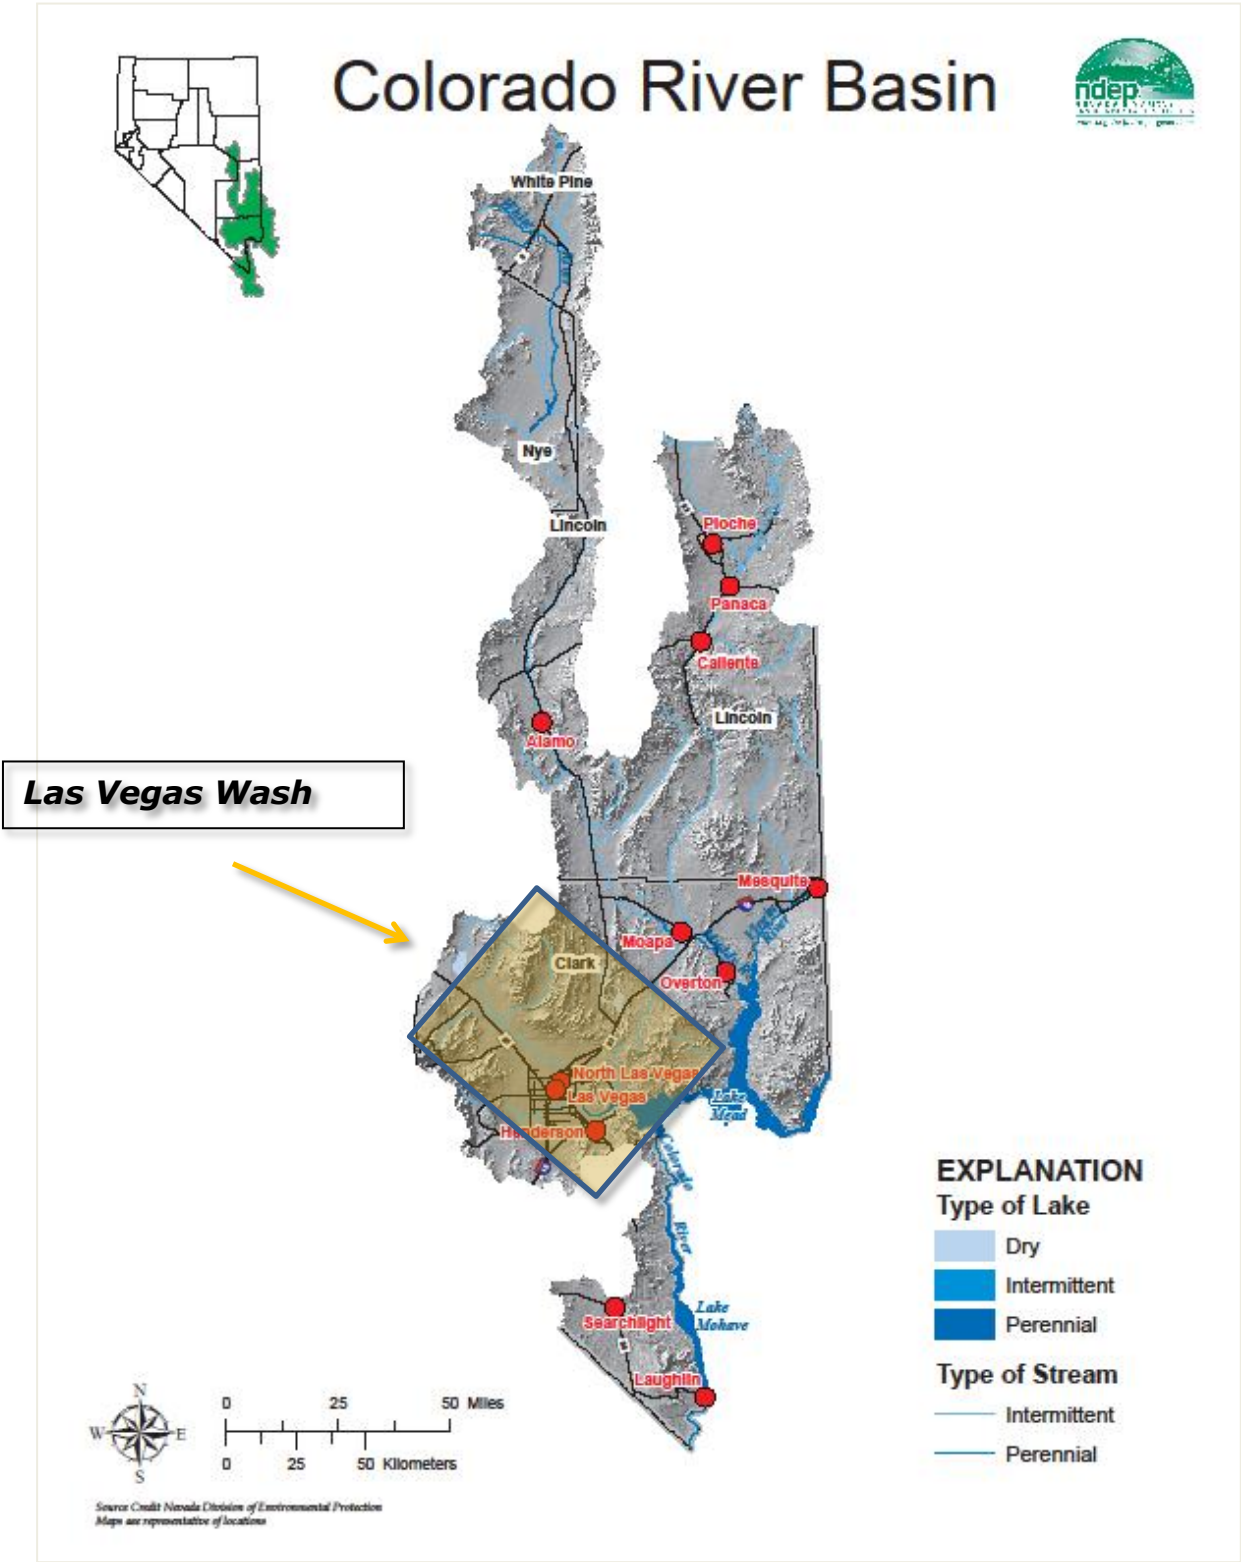 Colorado River Basin
ndep
White Pine
Nye
Lincoln
Pioche
Panaca
Caliente
Lincoln
Alamo
Las Vegas Wash
Mesquite
Virgin River
Moapa
Clark
Overton
North Las Vegas
Las Vegas
Lake
Mead
Henderson
Colorado River
Lake
Mohave
Searchlight
Laughlin
EXPLANATION
Type of Lake
Dry
Intermittent
Perennial
Type of Stream
Intermittent
Perennial
N
W E
S
0 25 50 Miles
0 25 50 Kilometers
Source Credit Nevada Division of Environmental Protection
Maps are representative of locations